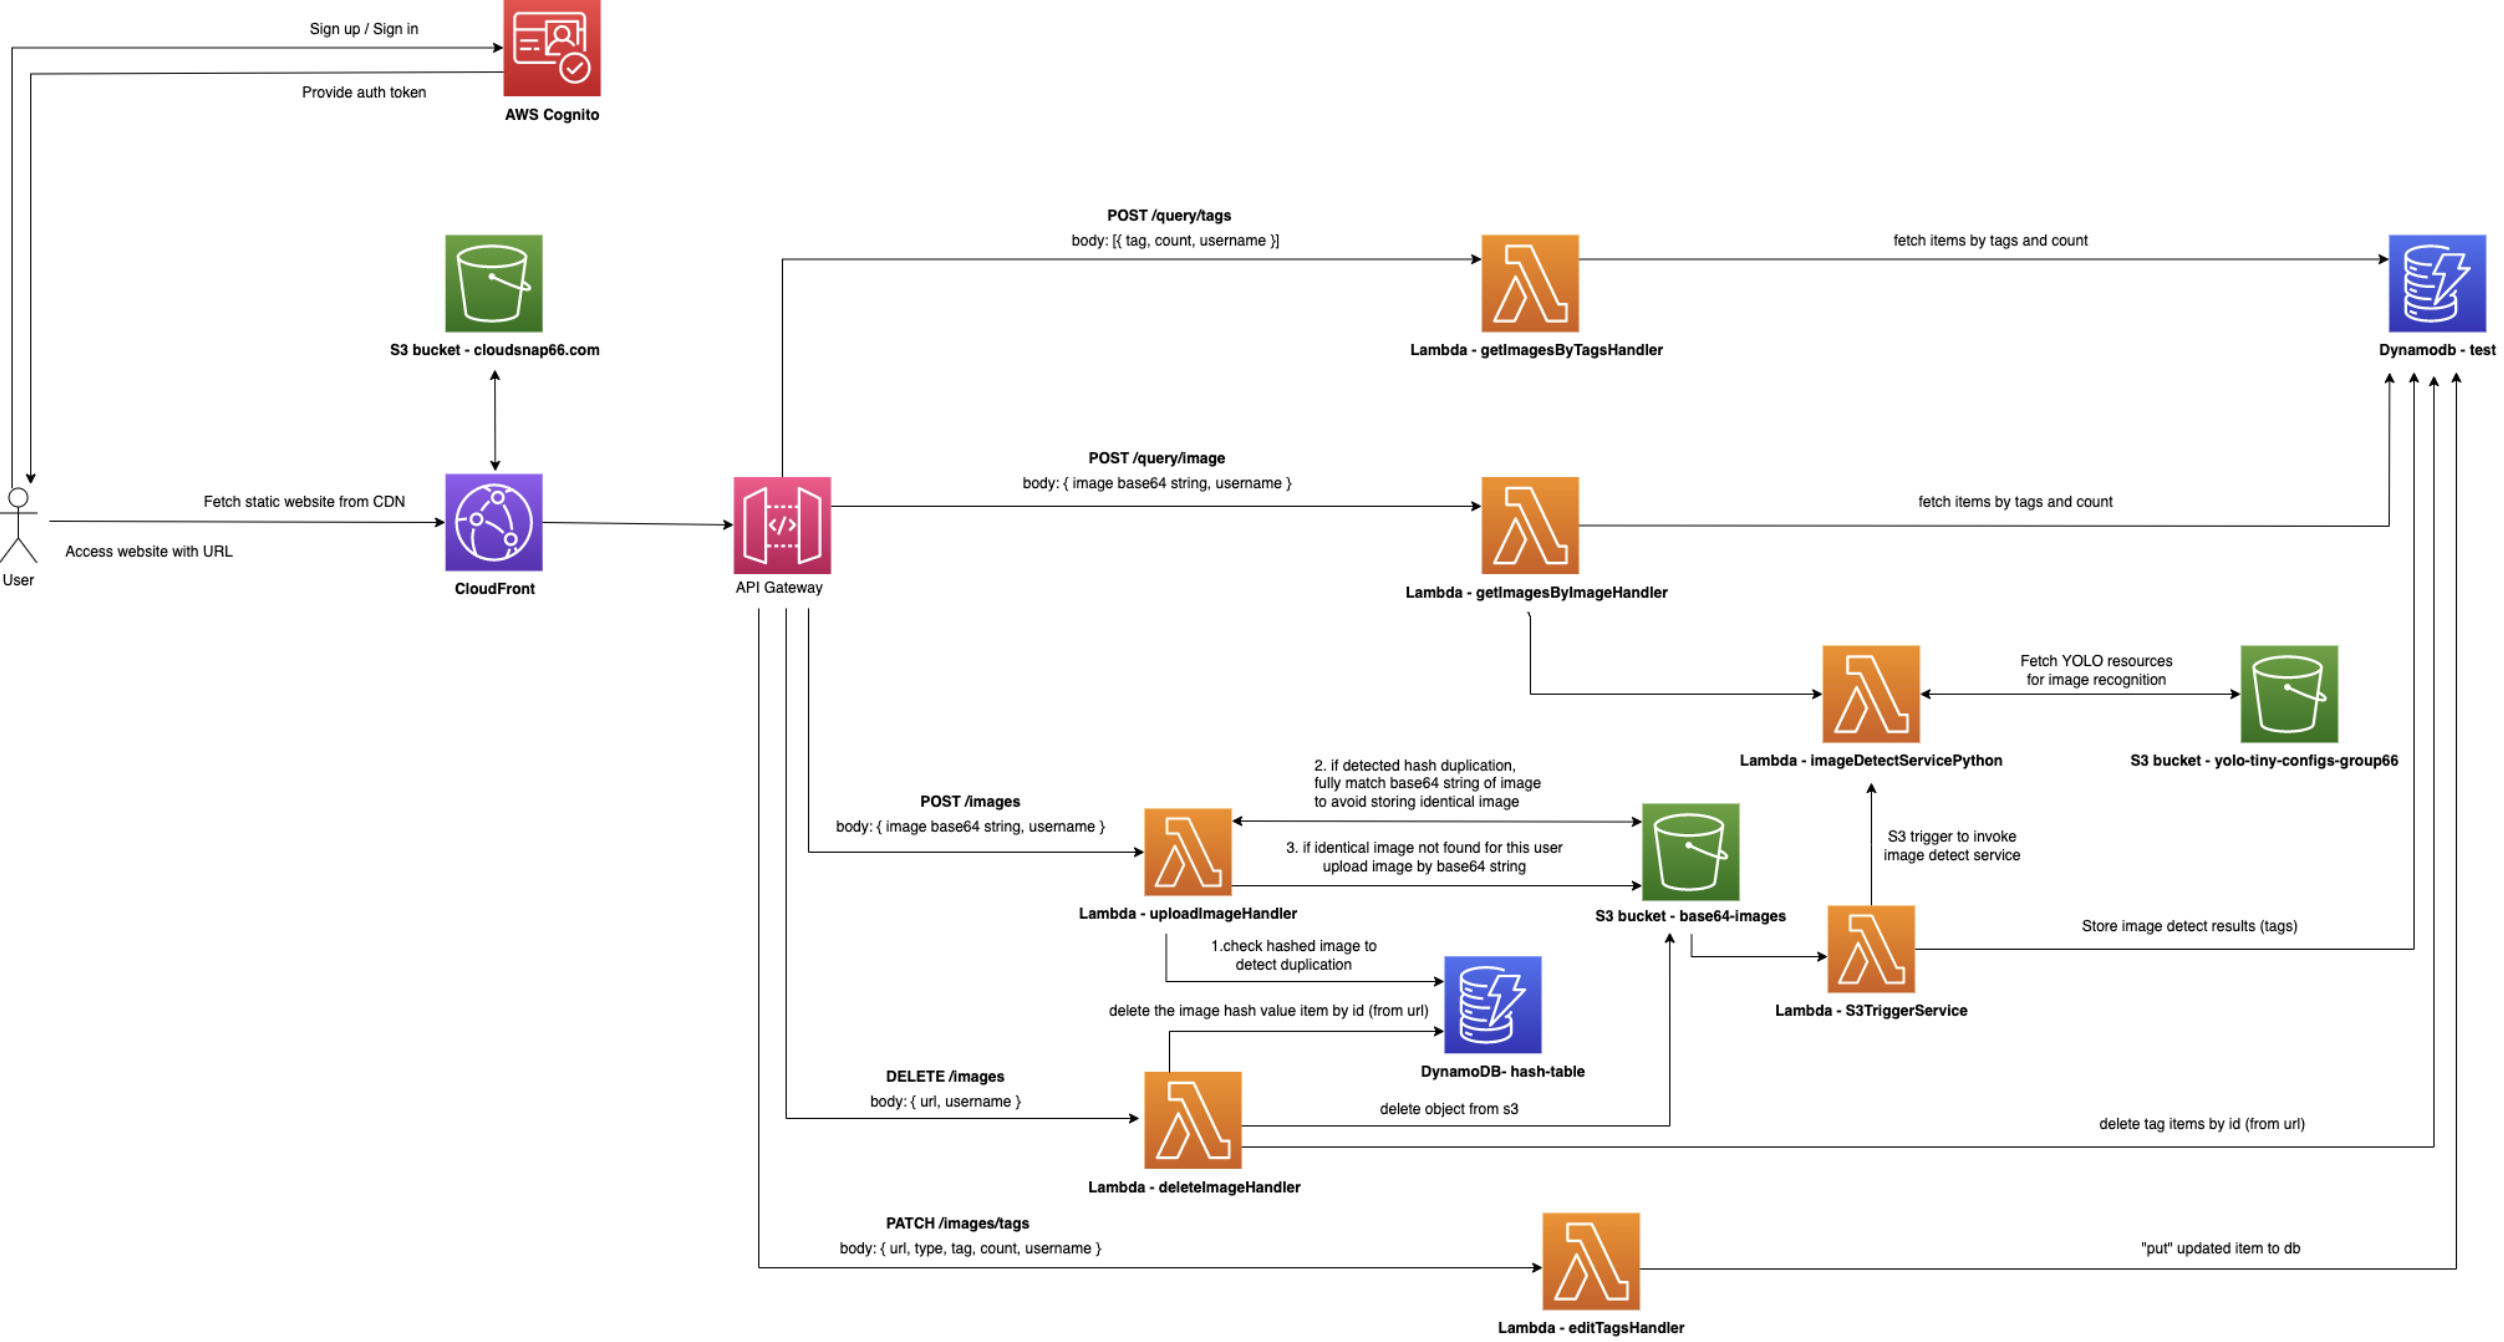 Sign up / Sign in
Provide auth token
AWS Cognito
POST /query/tags
body: [{ tag, count, username }]
fetch items by tags and count
S3 bucket - cloudsnap66.com
Lambda - getImagesByTagsHandler
Dynamodb - test
POST /query/image
body: { image base64 string, username }
fetch items by tags and count
Fetch static website from CDN
Access website with URL
User
CloudFront
API Gateway
Lambda - getImagesByImageHandler
Fetch YOLO resources
for image recognition
Lambda - imageDetectServicePython
S3 bucket - yolo-tiny-configs-group66
2. if detected hash duplication,
fully match base64 string of image
to avoid storing identical image
POST /images
body: { image base64 string, username }
3. if identical image not found for this user
upload image by base64 string
S3 trigger to invoke
image detect service
Lambda - uploadImageHandler
S3 bucket - base64-images
1.check hashed image to
detect duplication
Store image detect results (tags)
delete the image hash value item by id (from url)
Lambda - S3TriggerService
DynamoDB- hash-table
DELETE /images
body: { url, username }
delete object from s3
delete tag items by id (from url)
Lambda - deleteImageHandler
PATCH /images/tags
body: { url, type, tag, count, username }
"put" updated item to db
Lambda - editTagsHandler